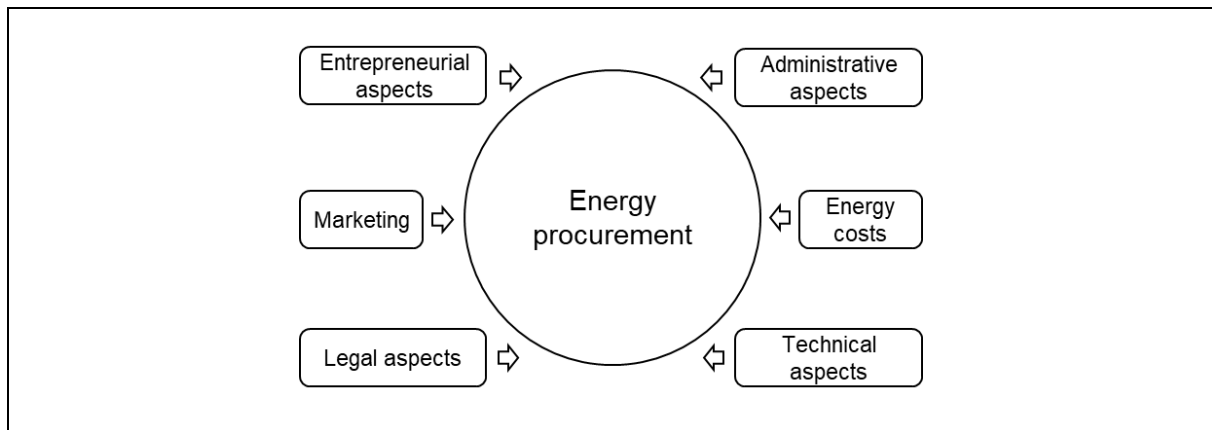 Entrepreneurial
aspects
Administrative
aspects
Marketing
Energy
procurement
Energy
costs
Legal aspects
Technical
aspects